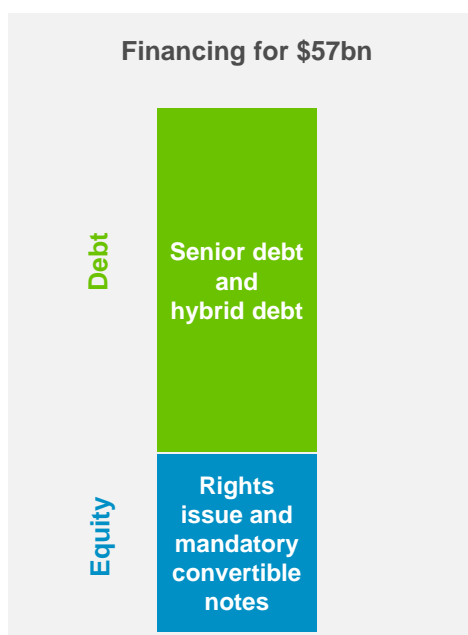 Financing for $57bn
Debt
Senior debt
and
hybrid debt
Equity
Rights
issue and
mandatory
convertible
notes